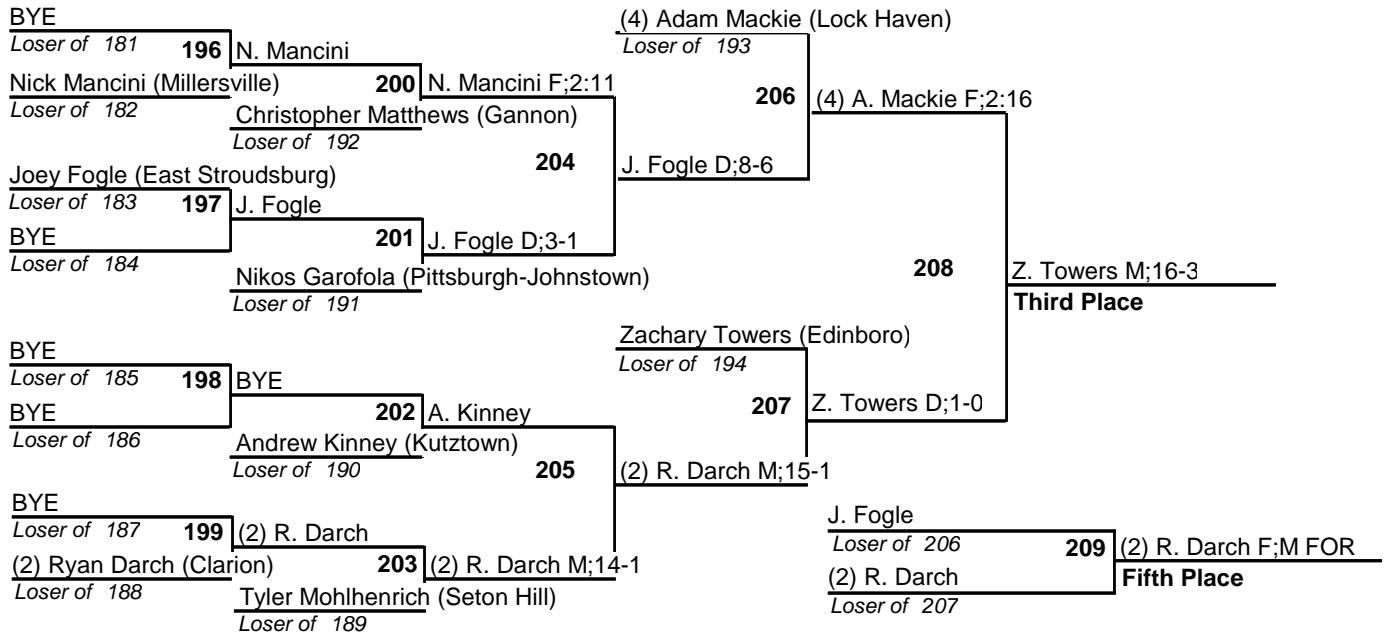 BYE
Loser of 181
196
N. Mancini
Nick Mancini (Millersville)
Loser of 182
200
N. Mancini F;2:11
Christopher Matthews (Gannon)
Loser of 192
204
Joey Fogle (East Stroudsburg)
Loser of 183
197
J. Fogle
BYE
Loser of 184
201
J. Fogle D;3-1
Nikos Garofola (Pittsburgh-Johnstown)
Loser of 191
(4) Adam Mackie (Lock Haven)
Loser of 193
206
(4) A. Mackie F;2:16
J. Fogle D;8-6
208
Z. Towers M;16-3
Third Place
BYE
Loser of 185
198
BYE
BYE
Loser of 186
202
A. Kinney
Andrew Kinney (Kutztown)
Loser of 190
205
BYE
Loser of 187
199
(2) R. Darch
(2) Ryan Darch (Clarion)
Loser of 188
203
(2) R. Darch M;14-1
Tyler Mohlhenrich (Seton Hill)
Loser of 189
Zachary Towers (Edinboro)
Loser of 194
207
Z. Towers D;1-0
(2) R. Darch M;15-1
J. Fogle
Loser of 206
209
(2) R. Darch F;M FOR
(2) R. Darch
Fifth Place
Loser of 207